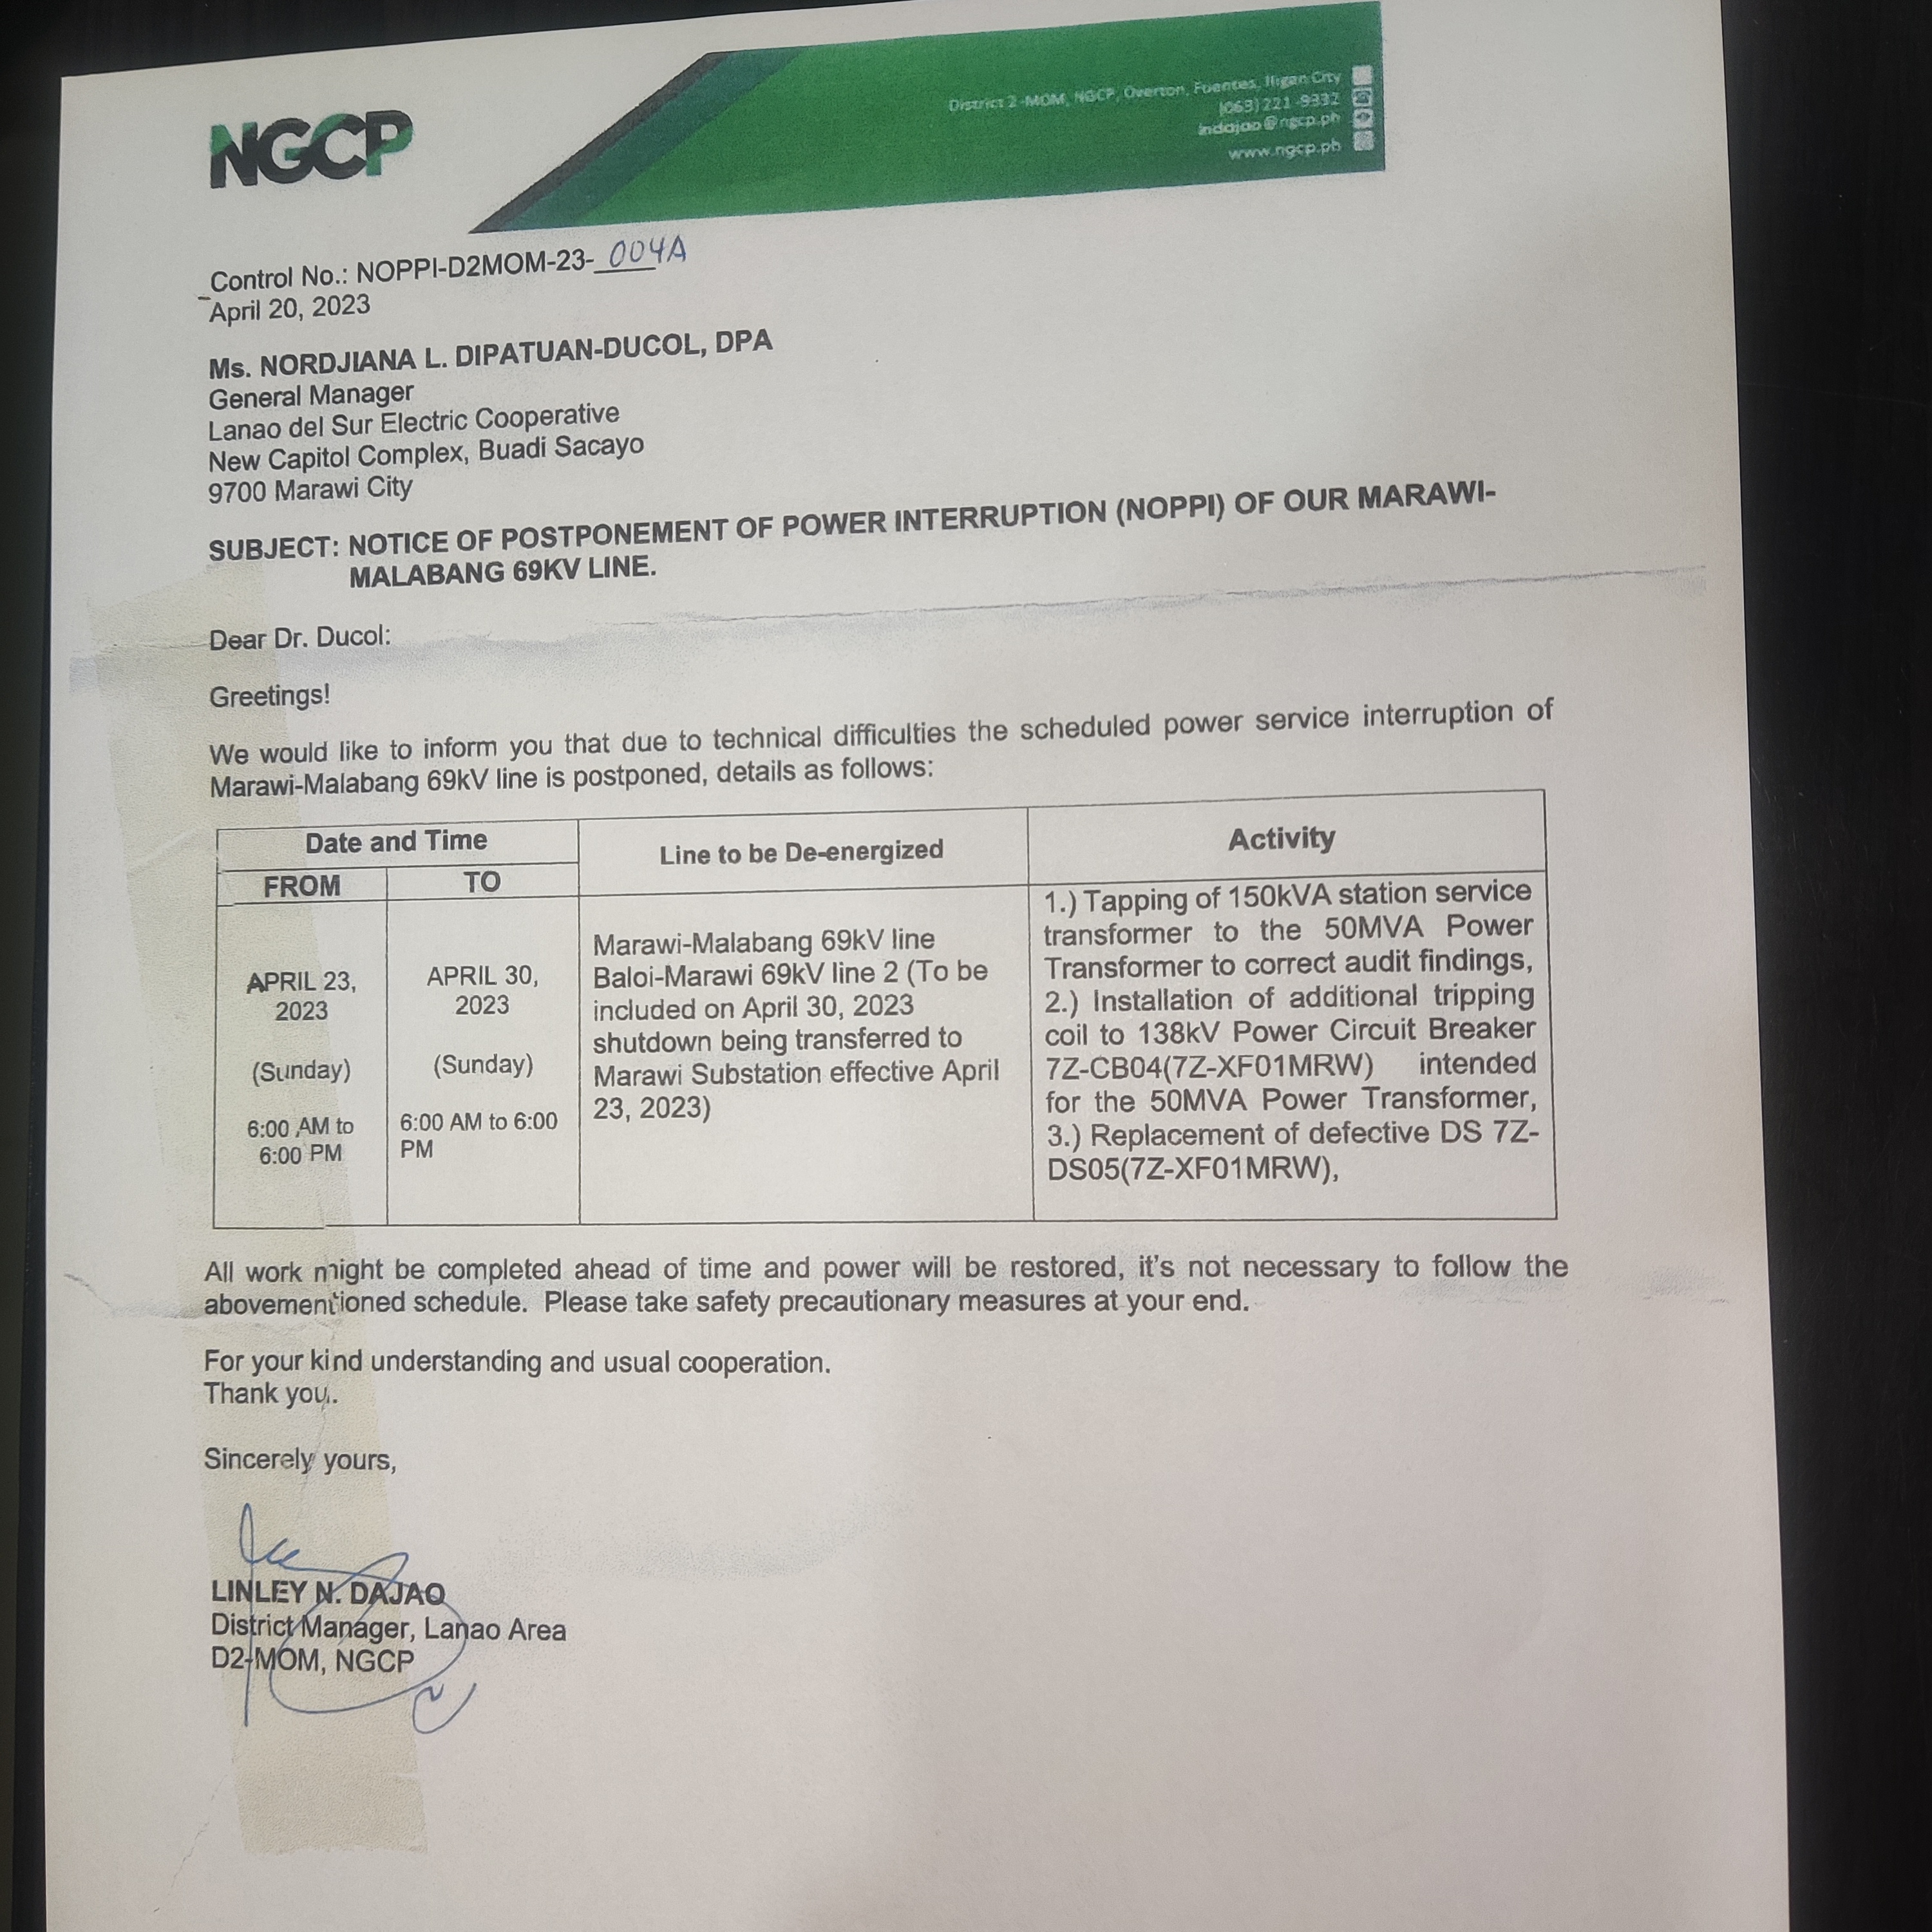 NGCP
District 2 -MOM, NGCP, Overton, Fuentes, Iligan City
(063) 221 -9332
lndajao@ngcp.ph
www.ngcp.ph
Control No.: NOPPI-D2MOM-23- 004A
April 20, 2023
Ms. NORDJIANA L. DIPATUAN-DUCOL, DPA
General Manager
Lanao del Sur Electric Cooperative
New Capitol Complex, Buadi Sacayo
9700 Marawi City
SUBJECT: NOTICE OF POSTPONEMENT OF POWER INTERRUPTION (NOPPI) OF OUR MARAWI-
MALABANG 69KV LINE.
Dear Dr. Ducol:
Greetings!
We would like to inform you that due to technical difficulties the scheduled power service interruption of
Marawi-Malabang 69kV line is postponed, details as follows:
Date and Time
FROM
TO
Line to be De-energized
Activity
APRIL 23,
2023
(Sunday)
6:00 AM to
6:00 PM
APRIL 30,
2023
(Sunday)
6:00 AM to 6:00
PM
Marawi-Malabang 69kV line
Baloi-Marawi 69kV line 2 (To be
included on April 30, 2023
shutdown being transferred to
Marawi Substation effective April
23, 2023)
1.) Tapping of 150kVA station service
transformer to the 50MVA Power
Transformer to correct audit findings,
2.) Installation of additional tripping
coil to 138kV Power Circuit Breaker
7Z-CB04(7Z-XF01MRW) intended
for the 50MVA Power Transformer,
3.) Replacement of defective DS 7Z-
DS05(7Z-XF01MRW),
All work might be completed ahead of time and power will be restored, it's not necessary to follow the
abovementioned schedule. Please take safety precautionary measures at your end.
For your kind understanding and usual cooperation.
Thank you.
Sincerely yours,
LINLEY N. DAJAO
District Manager, Lanao Area
D2-MOM, NGCP